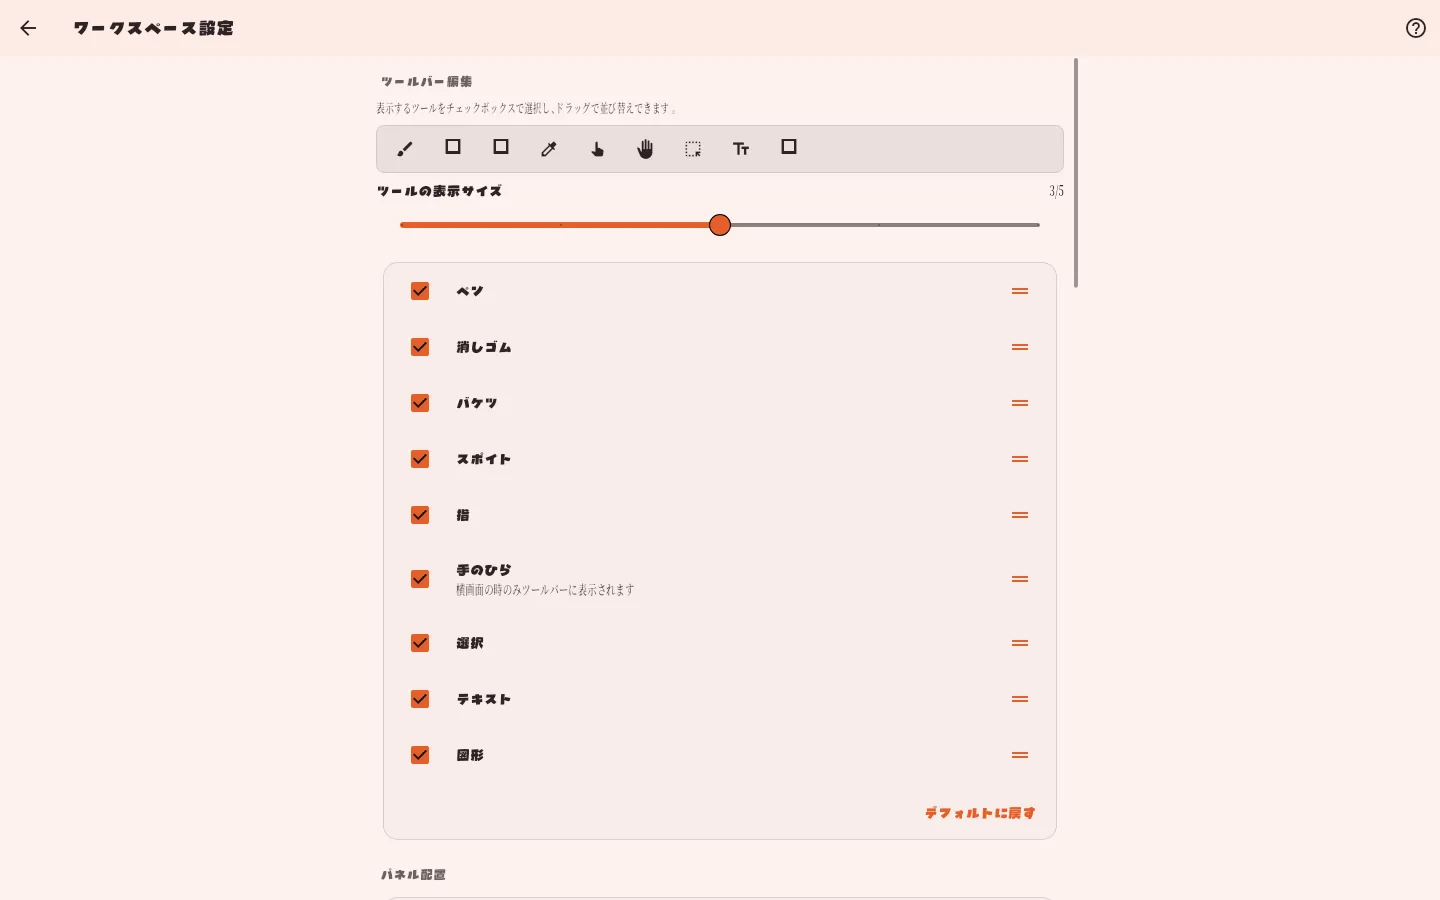 ワークスペース設定
ツールバー編集
表示するツールをチェックボックスで選択し、ドラッグで並び替えできます。
ツールの表示サイズ
3/5
ペン
消しゴム
バケツ
スポイト
指
手のひら
横画面の時のみツールバーに表示されます
選択
テキスト
図形
デフォルトに戻す
パネル配置